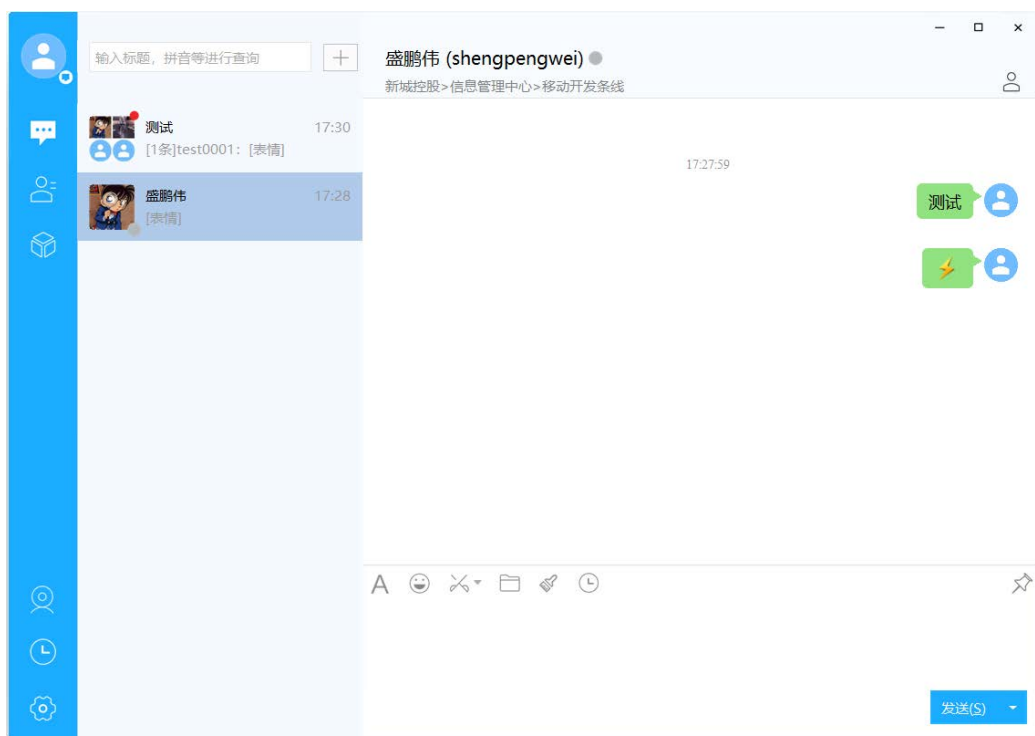 输入标题，拼音等进行查询
测试
17:30
[1条]test0001：[表情]
盛鹏伟
17:28
[表情]
盛鹏伟 (shengpengwei)
新城控股>信息管理中心>移动开发条线
17:27:59
测试
A
发送(S)